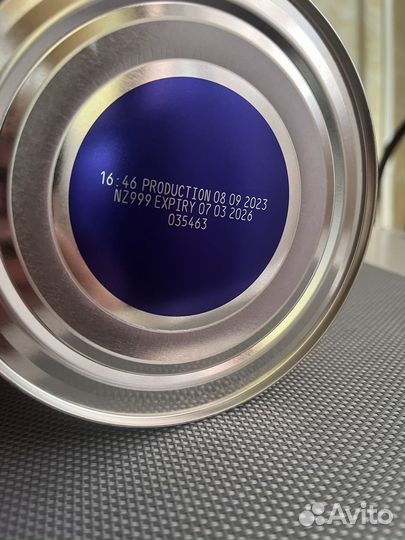 16:46 PRODUCTION 08 09 2023
NZ999 EXPIRY 07 03 2026
035463
Avito